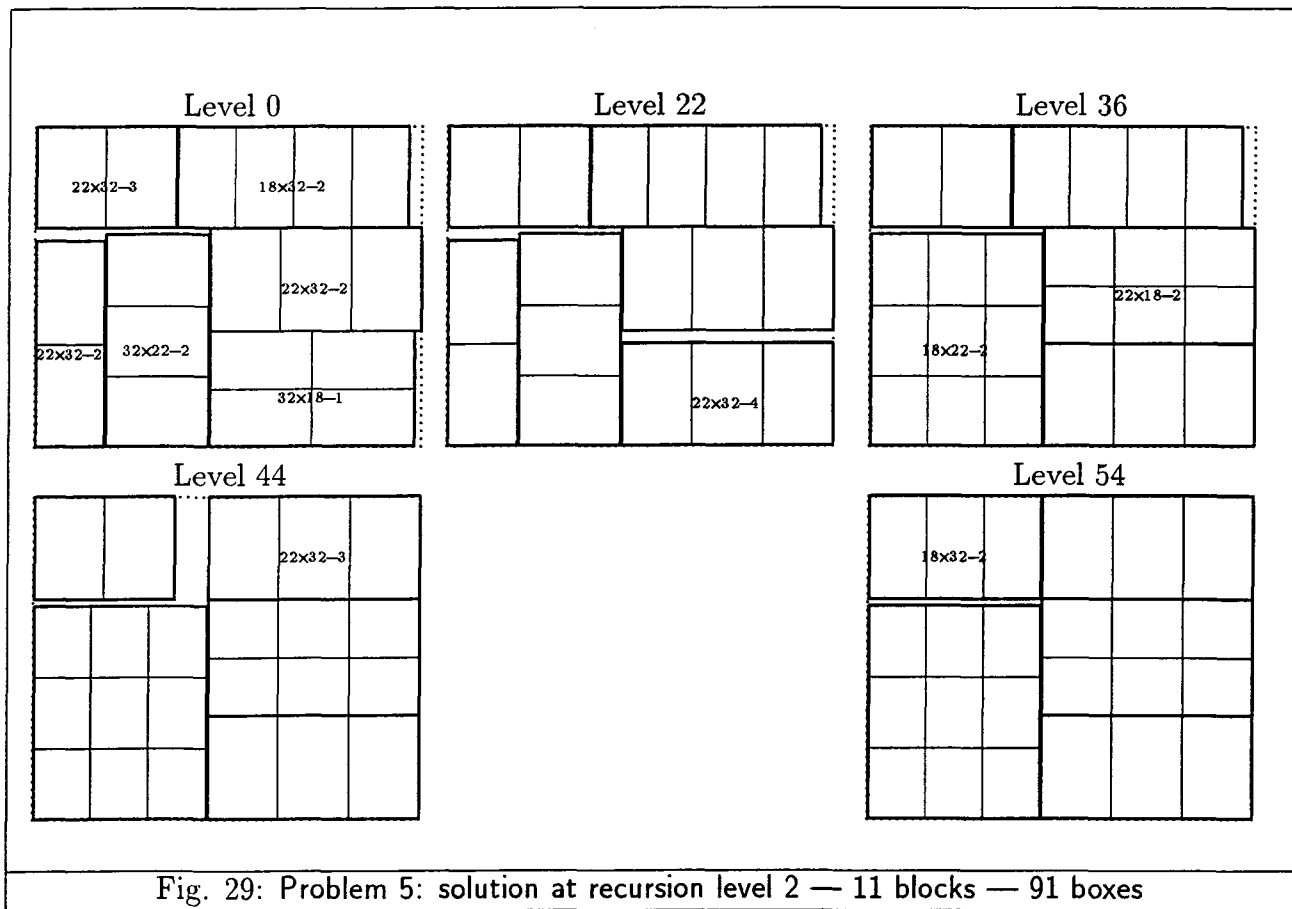 Level 0
Level 22
Level 36
22×32–3
18×32–2
22×32–2
22×18–2
22×32–2
32×22–2
18×22–2
32×18–1
22×32–4
Level 44
Level 54
22×32–3
18×32–2
Fig. 29: Problem 5: solution at recursion level 2 — 11 blocks — 91 boxes